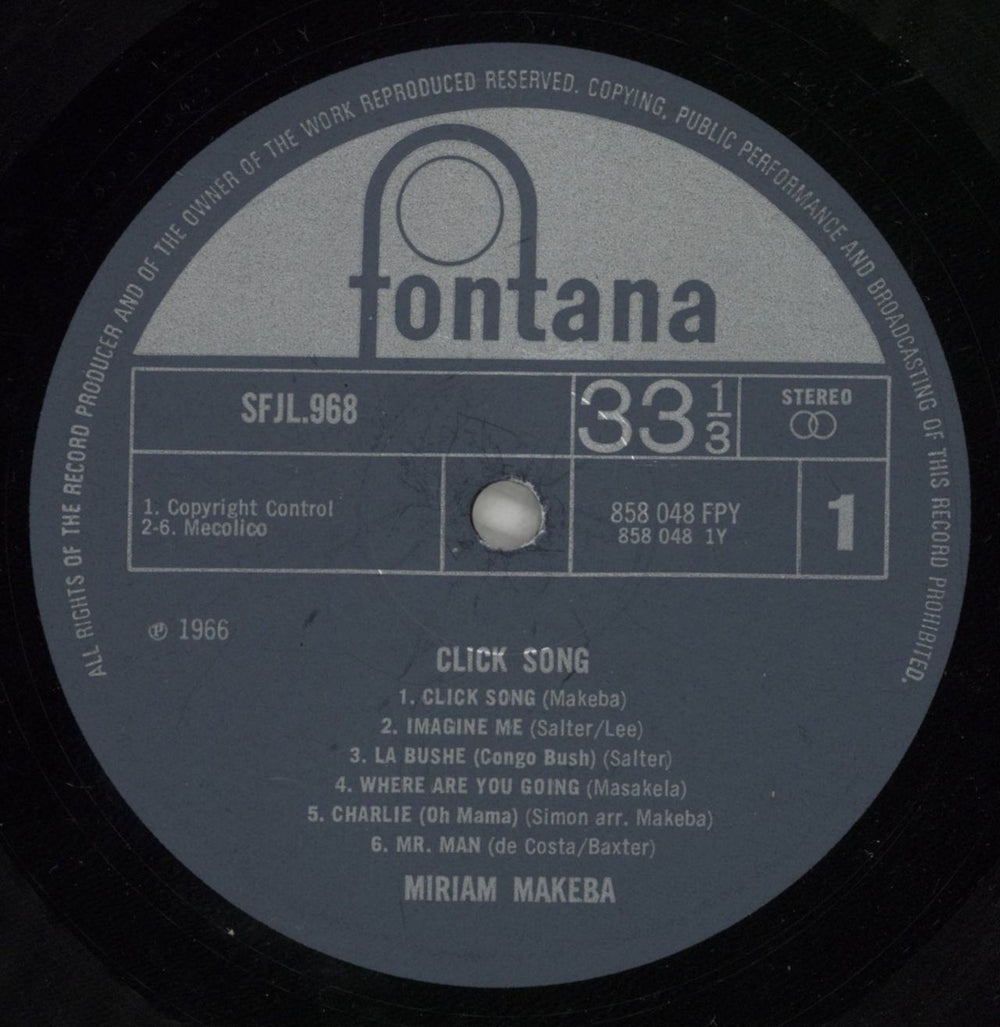 ALL RIGHTS OF THE RECORD PRODUCER AND OF THE OWNER OF THE WORK REPRODUCED RESERVED. COPYING, PUBLIC PERFORMANCE AND BROADCASTING OF THIS RECORD PROHIBITED.
fontana
SFJL.968
33 1/3
STEREO
1. Copyright Control
2-6. Mecolico
858 048 FPY
858 048 1Y
1
℗ 1966
CLICK SONG
1. CLICK SONG (Makeba)
2. IMAGINE ME (Salter/Lee)
3. LA BUSHE (Congo Bush) (Salter)
4. WHERE ARE YOU GOING (Masakela)
5. CHARLIE (Oh Mama) (Simon arr. Makeba)
6. MR. MAN (de Costa/Baxter)
MIRIAM MAKEBA